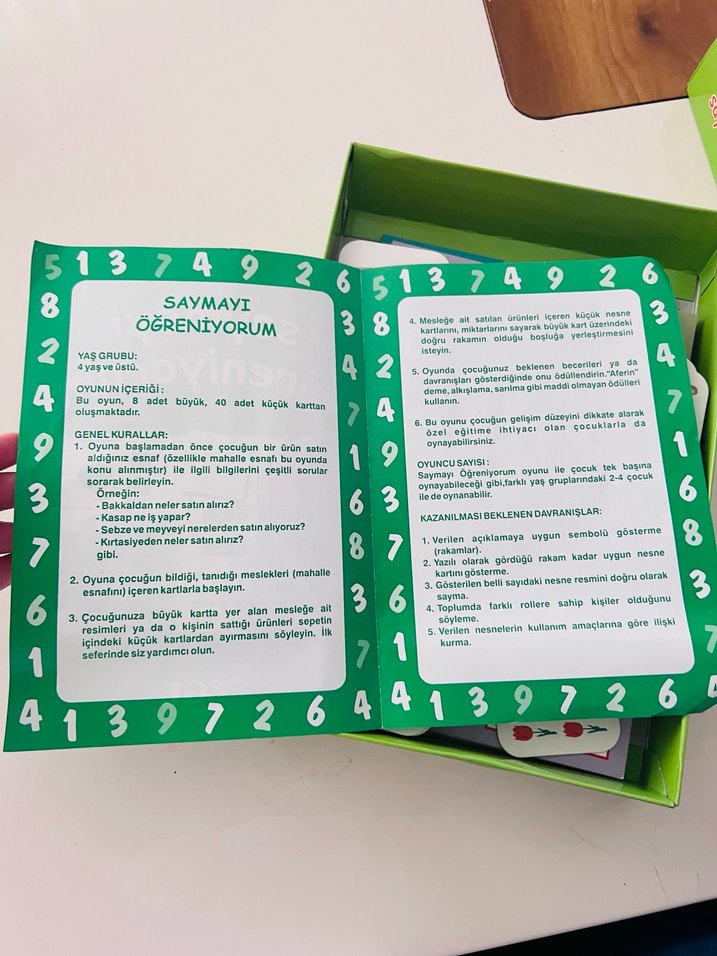 SAYMAYI
ÖĞRENİYORUM
YAŞ GRUBU:
4 yaş ve üstü.
OYUNUN İÇERİĞİ :
Bu oyun, 8 adet büyük, 40 adet küçük karttan
oluşmaktadır.
GENEL KURALLAR:
1. Oyuna başlamadan önce çocuğun bir ürün satın
aldığınız esnaf (özellikle mahalle esnafı bu oyunda
konu alınmıştır) ile ilgili bilgilerini çeşitli sorular
sorarak belirleyin.
Örneğin:
- Bakkaldan neler satın alırız?
- Kasap ne iş yapar?
- Sebze ve meyveyi nerelerden satın alıyoruz?
- Kırtasiyeden neler satın alırız?
gibi.
2. Oyuna çocuğun bildiği, tanıdığı meslekleri (mahalle
esnafını) içeren kartlarla başlayın.
3. Çocuğunuza büyük kartta yer alan mesleğe ait
resimleri ya da o kişinin sattığı ürünleri sepetin
içindeki küçük kartlardan ayırmasını söyleyin. İlk
seferinde siz yardımcı olun.
4. Mesleğe ait satılan ürünleri içeren küçük nesne
kartlarını, miktarlarını sayarak büyük kart üzerindeki
doğru rakamın olduğu boşluğa yerleştirmesini
isteyin.
5. Oyunda çocuğunuz beklenen becerileri ya da
davranışları gösterdiğinde onu ödüllendirin."Aferin"
deme, alkışlama, sarılma gibi maddi olmayan ödülleri
kullanın.
6. Bu oyunu çocuğun gelişim düzeyini dikkate alarak
özel eğitime ihtiyacı olan çocuklarla da
oynayabilirsiniz.
OYUNCU SAYISI :
Saymayı Öğreniyorum oyunu ile çocuk tek başına
oynayabileceği gibi,farklı yaş gruplarındaki 2-4 çocuk
ile de oynanabilir.
KAZANILMASI BEKLENEN DAVRANIŞLAR:
1. Verilen açıklamaya uygun sembolü gösterme
(rakamlar).
2. Yazılı olarak gördüğü rakam kadar uygun nesne
kartını gösterme.
3. Gösterilen belli sayıdaki nesne resmini doğru olarak
sayma.
4. Toplumda farklı rollere sahip kişiler olduğunu
söyleme.
5. Verilen nesnelerin kullanım amaçlarına göre ilişki
kurma.